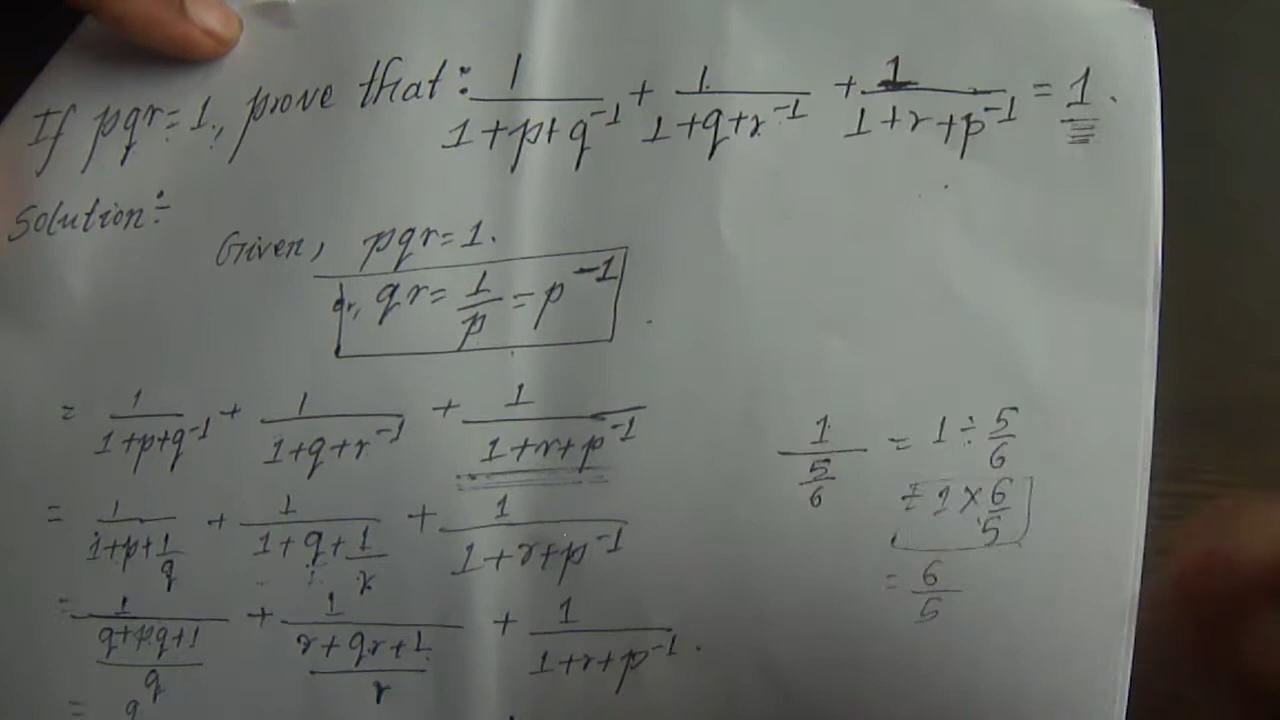 If pqr=1., prove that: 1/(1+p+q⁻¹) + 1/(1+q+r⁻¹) + 1/(1+r+p⁻¹) = 1.
Solution:-
Given, pqr=1.
or, qr= 1/p = p⁻¹
= 1/(1+p+q⁻¹) + 1/(1+q+r⁻¹) + 1/(1+r+p⁻¹)
= 1/(1+p+1/q) + 1/(1+q+1/r) + 1/(1+r+p⁻¹)
= 1/((q+pq+1)/q) + 1/((r+qr+1)/r) + 1/(1+r+p⁻¹).
= q
1/(5/6) = 1÷5/6
= 1×6/5
= 6/5